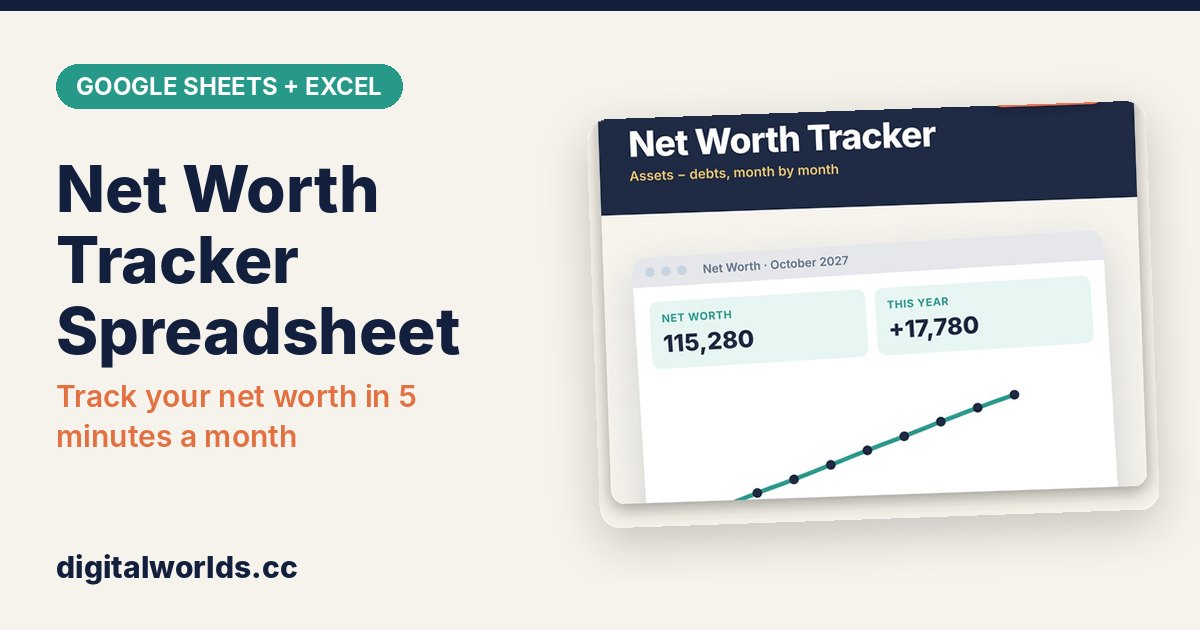 GOOGLE SHEETS + EXCEL
Net Worth
Tracker
Spreadsheet
Track your net worth in 5
minutes a month
digitalworlds.cc
Net Worth Tracker
Assets – debts, month by month
Net Worth · October 2027
NET WORTH
115,280
THIS YEAR
+17,780